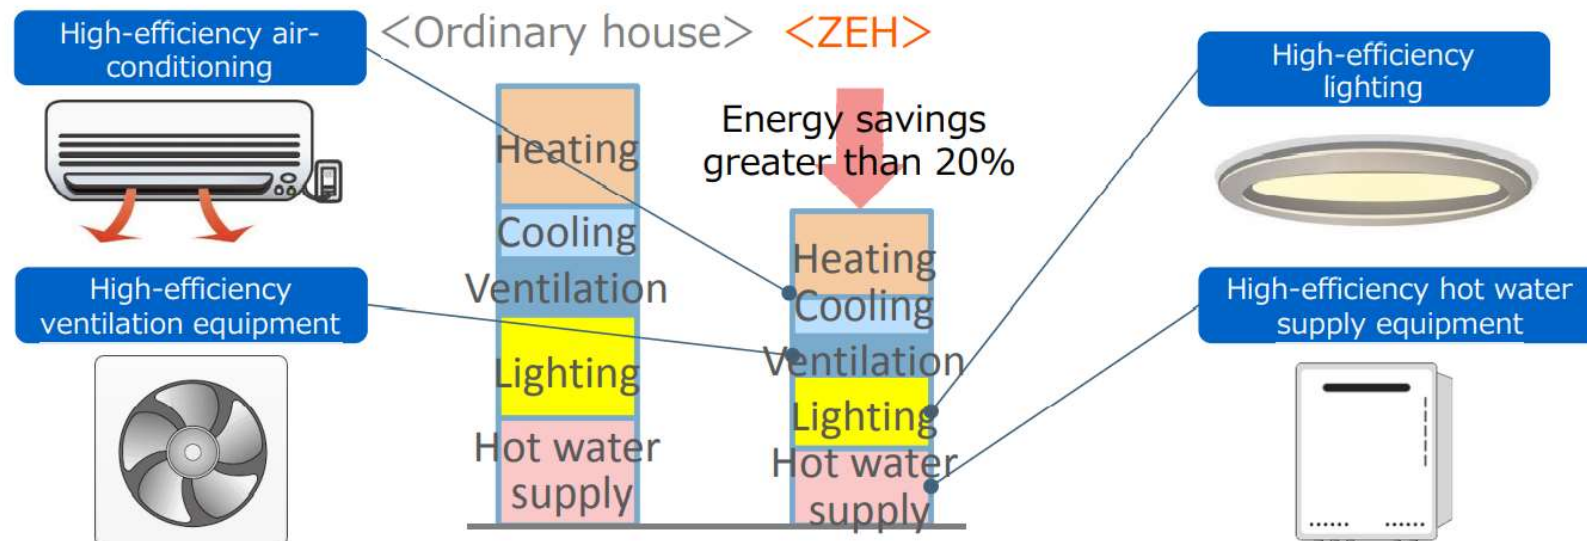 High-efficiency air-
conditioning
＜Ordinary house＞
＜ZEH＞
High-efficiency
lighting
Energy savings
greater than 20%
Heating
Cooling
Ventilation
Lighting
Hot water
supply
Heating
Cooling
Ventilation
Lighting
Hot water
supply
High-efficiency
ventilation equipment
High-efficiency hot water
supply equipment